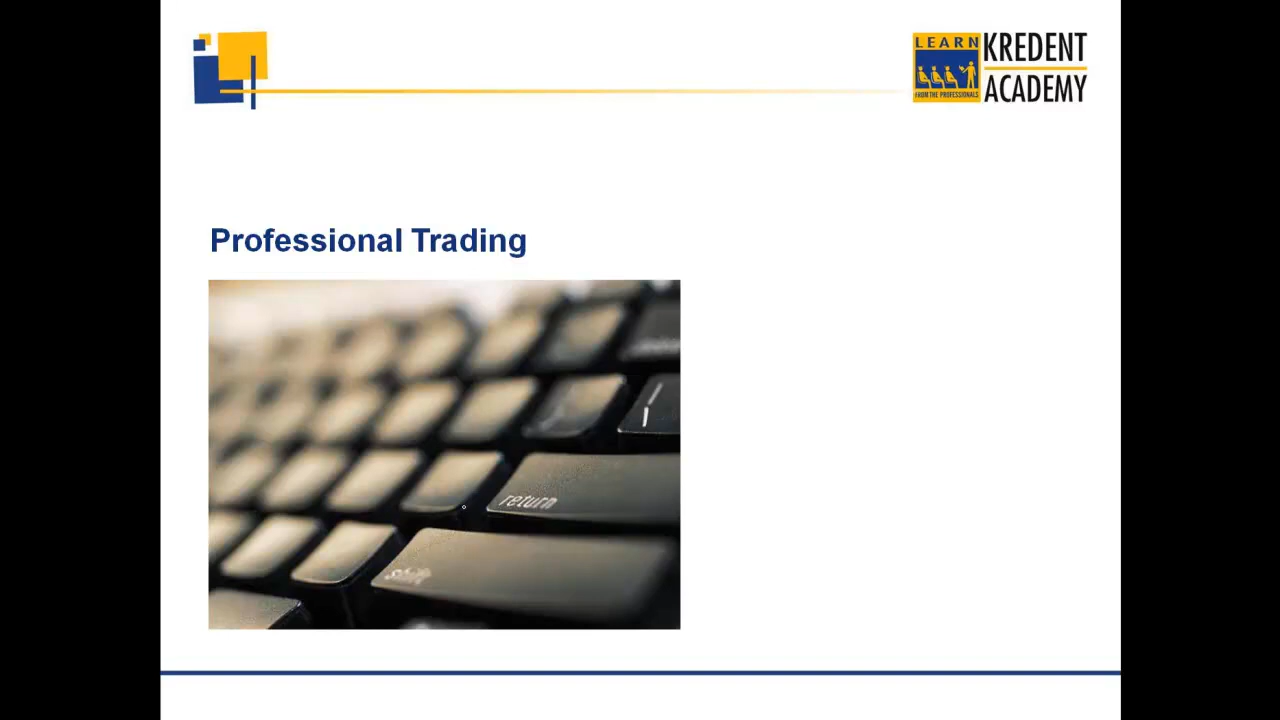 LEARN
FROM THE PROFESSIONALS
KREDENT
ACADEMY
Professional Trading
return
shift